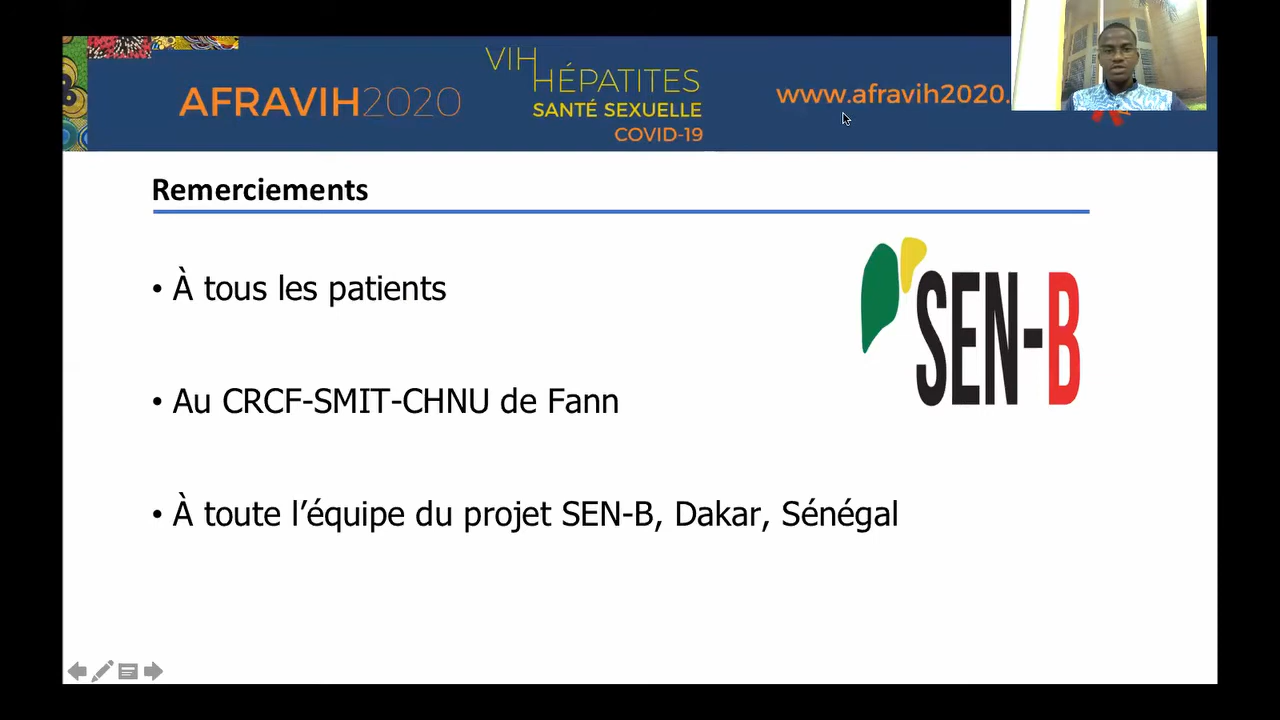 AFRAVIH2020
VIH
HÉPATITES
SANTÉ SEXUELLE
COVID-19
www.afravih2020.
Remerciements
• À tous les patients
SEN-B
• Au CRCF-SMIT-CHNU de Fann
• À toute l’équipe du projet SEN-B, Dakar, Sénégal